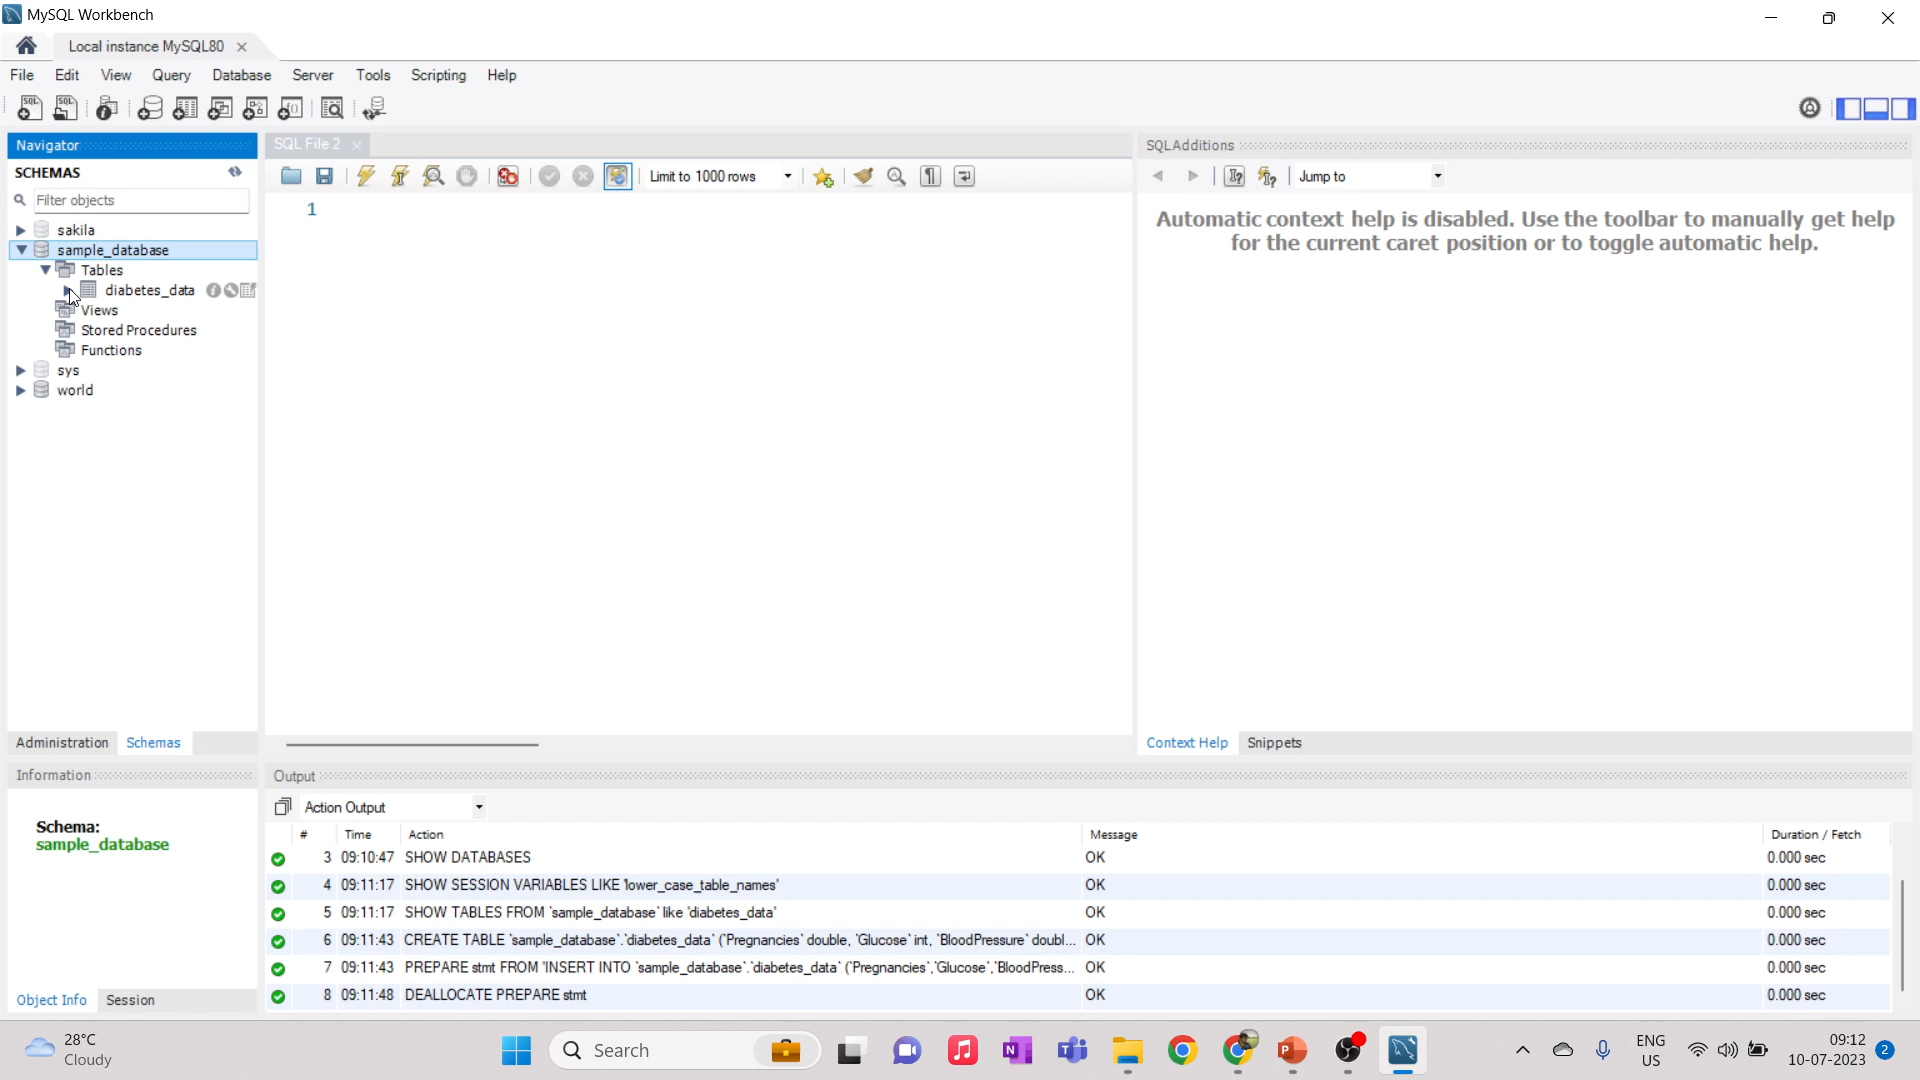 MySQL Workbench
Local instance MySQL80
File Edit View Query Database Server Tools Scripting Help
Navigator
SCHEMAS
Filter objects
sakila
sample_database
Tables
diabetes_data
Views
Stored Procedures
Functions
sys
world
Administration Schemas
Information
Schema:
sample_database
Object Info Session
SQL File 2
Limit to 1000 rows
1
SQLAdditions
Jump to
Automatic context help is disabled. Use the toolbar to manually get help
for the current caret position or to toggle automatic help.
Context Help Snippets
Output
Action Output
# Time Action Message Duration / Fetch
3 09:10:47 SHOW DATABASES OK 0.000 sec
4 09:11:17 SHOW SESSION VARIABLES LIKE 'lower_case_table_names' OK 0.000 sec
5 09:11:17 SHOW TABLES FROM `sample_database` like 'diabetes_data' OK 0.000 sec
6 09:11:43 CREATE TABLE `sample_database`.`diabetes_data` (`Pregnancies` double, `Glucose` int, `BloodPressure` doubl... OK 0.000 sec
7 09:11:43 PREPARE stmt FROM 'INSERT INTO `sample_database`.`diabetes_data` (`Pregnancies`,`Glucose`,`BloodPress... OK 0.000 sec
8 09:11:48 DEALLOCATE PREPARE stmt OK 0.000 sec
28°C
Cloudy
Search
ENG
US
09:12
10-07-2023
2